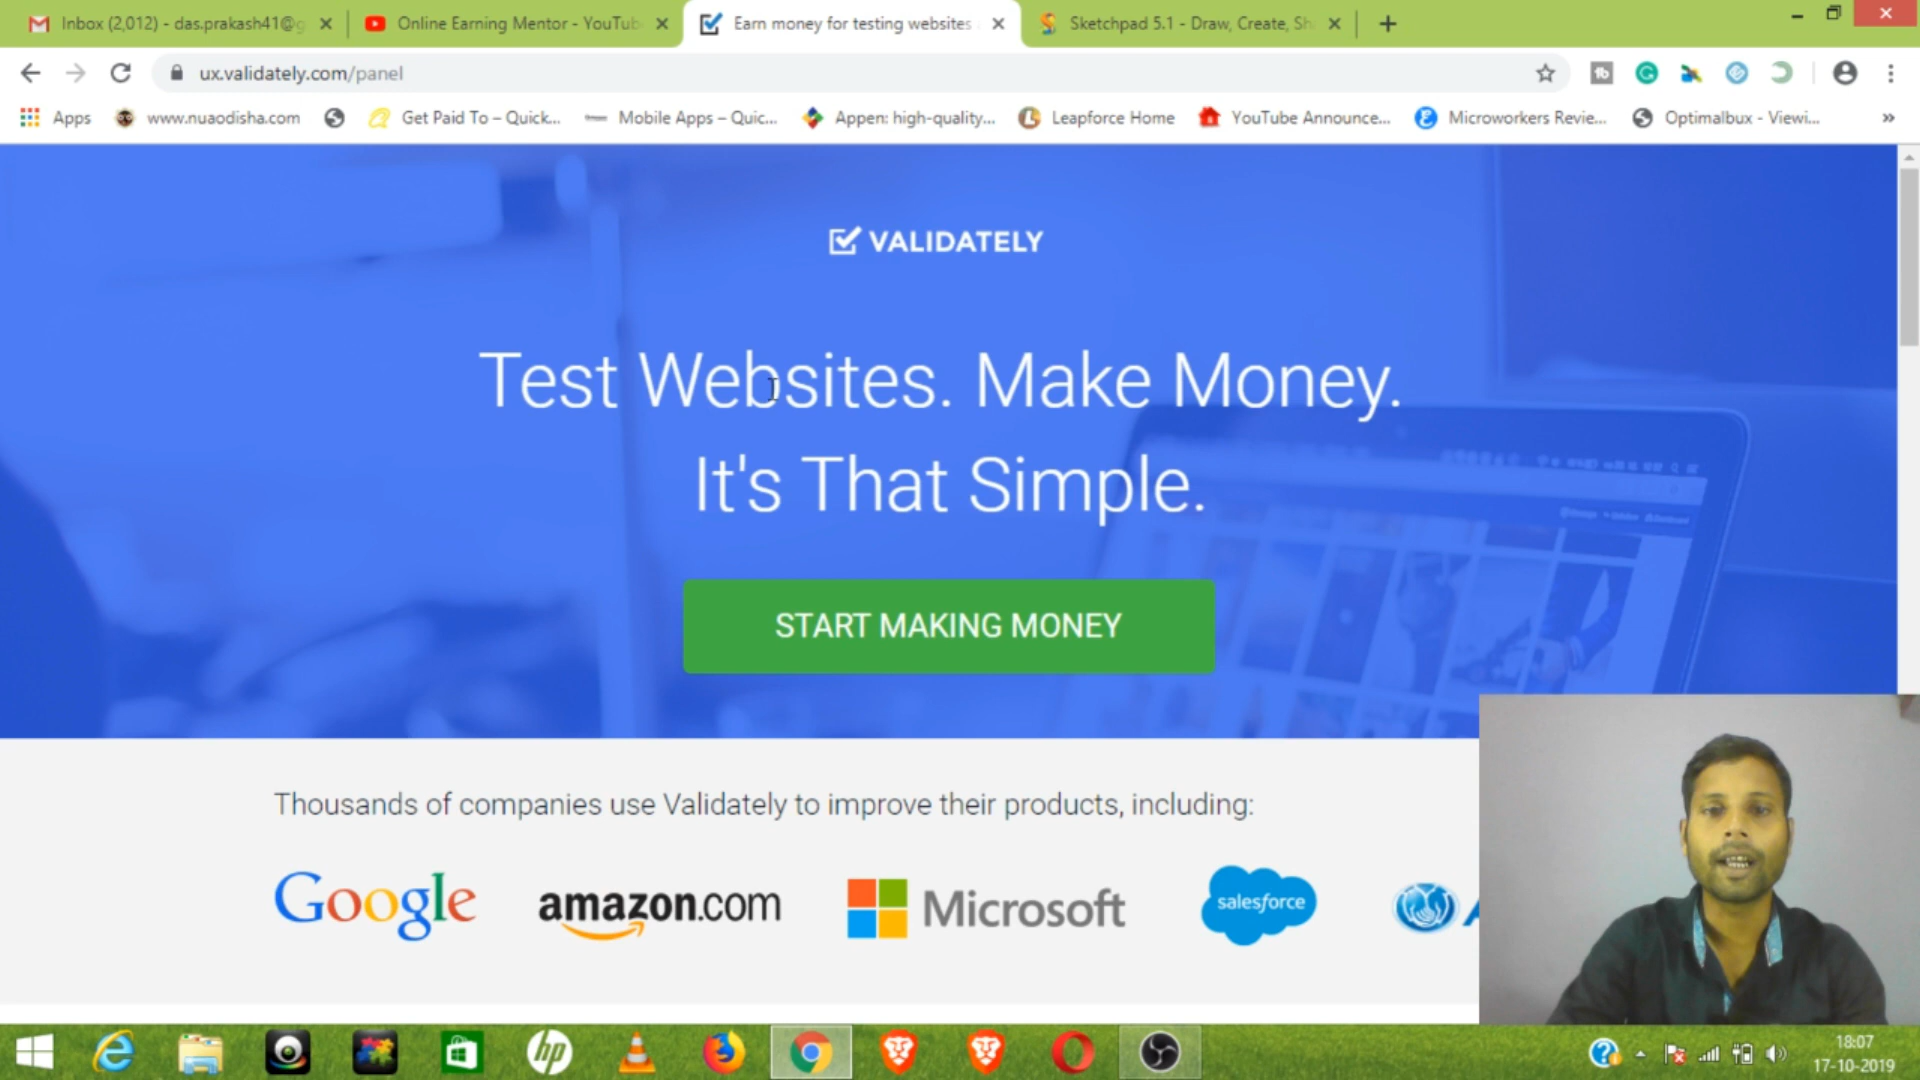 Inbox (2,012) - das.prakash41@g
Online Earning Mentor - YouTub
Earn money for testing websites
Sketchpad 5.1 - Draw, Create, Sh
ux.validately.com/panel
Apps
www.nuaodisha.com
Get Paid To – Quick...
Mobile Apps – Quic...
Appen: high-quality...
Leapforce Home
YouTube Announce...
Microworkers Revie...
Optimalbux - Viewi...
»
VALIDATELY
Test Websites. Make Money.
It's That Simple.
START MAKING MONEY
Thousands of companies use Validately to improve their products, including:
Google
amazon.com
Microsoft
salesforce
hp
18:07
17-10-2019